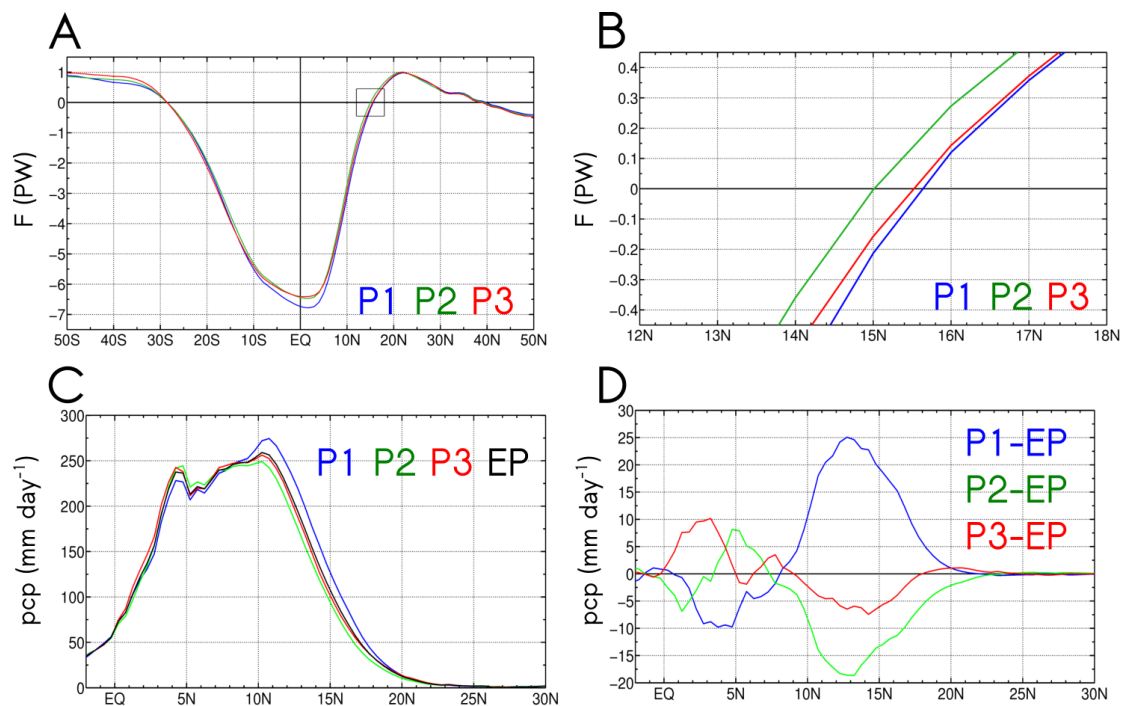 A
F (PW)
1
0
−1
−2
−3
−4
−5
−6
−7
P1 P2 P3
50S 40S 30S 20S 10S EQ 10N 20N 30N 40N 50N
B
F (PW)
0.4
0.3
0.2
0.1
0
−0.1
−0.2
−0.3
−0.4
P1 P2 P3
12N 13N 14N 15N 16N 17N 18N
C
pcp (mm day⁻¹)
300
250
200
150
100
50
0
P1 P2 P3 EP
EQ 5N 10N 15N 20N 25N 30N
D
pcp (mm day⁻¹)
30
25
20
15
10
5
0
−5
−10
−15
−20
P1−EP
P2−EP
P3−EP
EQ 5N 10N 15N 20N 25N 30N